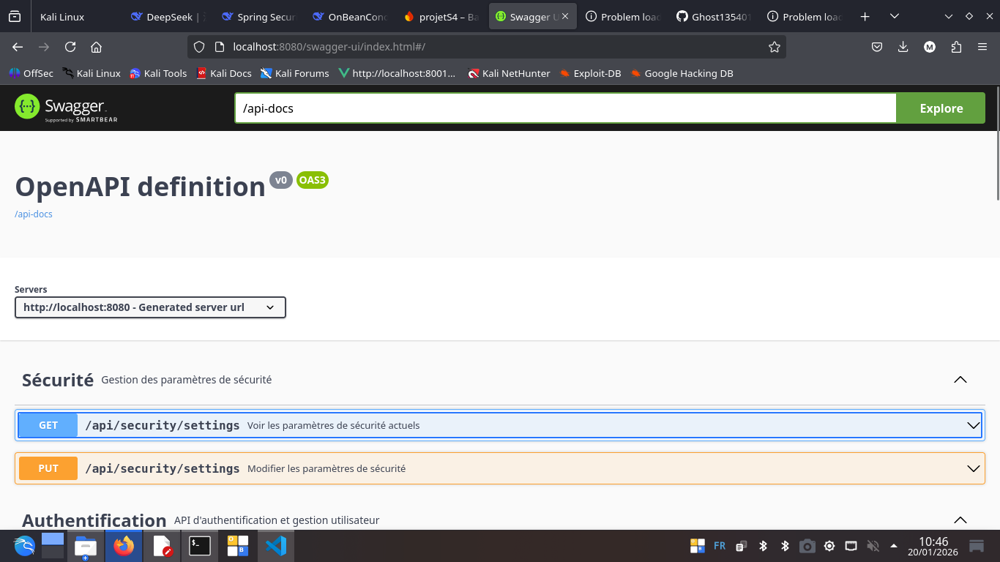 Kali Linux
DeepSeek |
Spring Secur
OnBeanCon
projetS4 – Ba
Swagger U
Problem loa
Ghost13540
Problem loa
localhost:8080/swagger-ui/index.html#/
M
OffSec
Kali Linux
Kali Tools
Kali Docs
Kali Forums
http://localhost:8001...
Kali NetHunter
Exploit-DB
Google Hacking DB
Swagger.
Supported by SMARTBEAR
/api-docs
Explore
OpenAPI definition v0 OAS3
/api-docs
Servers
http://localhost:8080 - Generated server url
Sécurité Gestion des paramètres de sécurité
GET /api/security/settings Voir les paramètres de sécurité actuels
PUT /api/security/settings Modifier les paramètres de sécurité
Authentification API d'authentification et gestion utilisateur
FR
10:46
20/01/2026